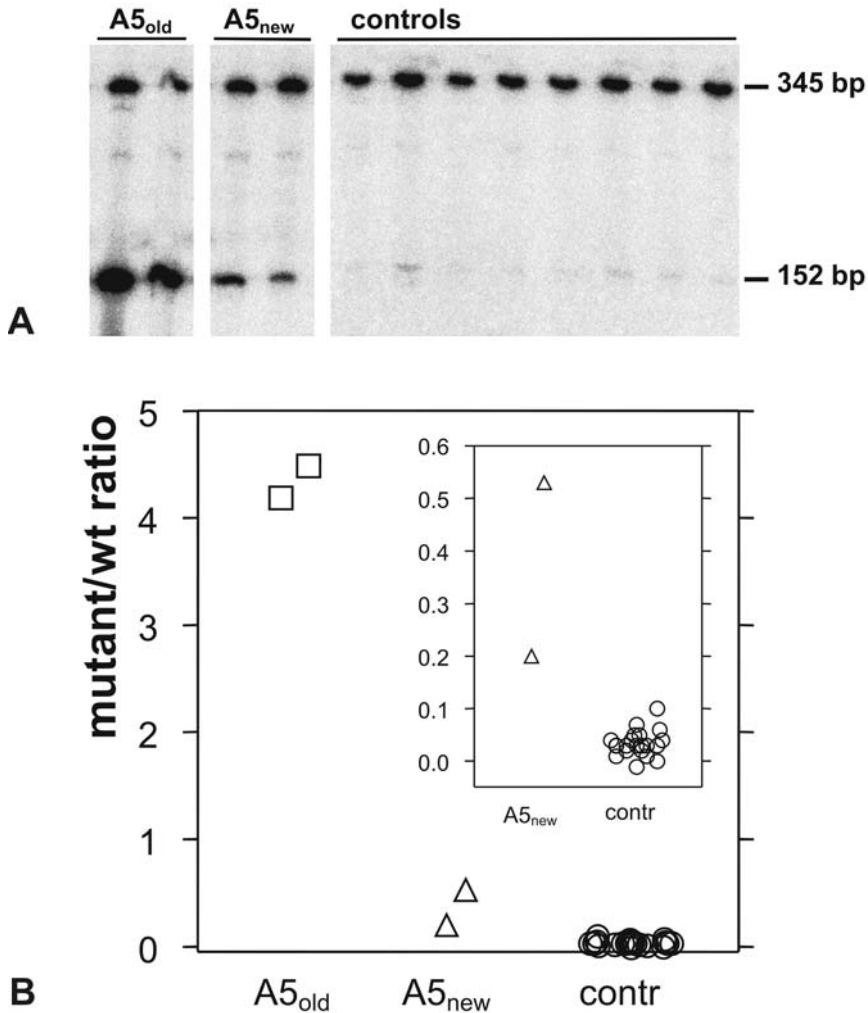 A5old A5new controls
345 bp
152 bp
A
mutant/wt ratio
5
4
3
2
1
0
0.6
0.5
0.4
0.3
0.2
0.1
0.0
A5new contr
A5old A5new contr
B